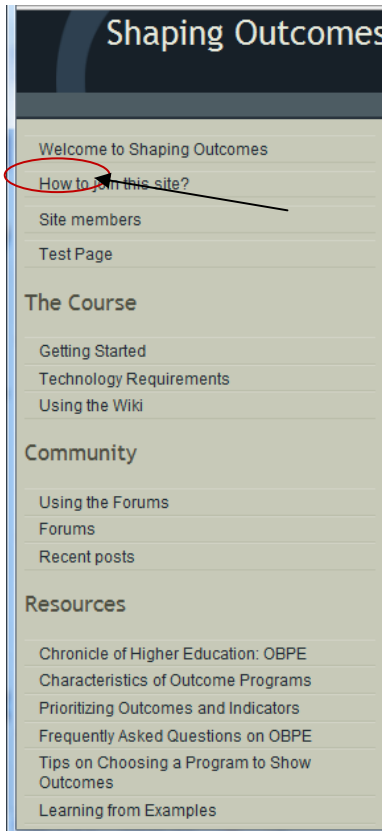 Shaping Outcomes
Welcome to Shaping Outcomes
How to join this site?
Site members
Test Page
The Course
Getting Started
Technology Requirements
Using the Wiki
Community
Using the Forums
Forums
Recent posts
Resources
Chronicle of Higher Education: OBPE
Characteristics of Outcome Programs
Prioritizing Outcomes and Indicators
Frequently Asked Questions on OBPE
Tips on Choosing a Program to Show
Outcomes
Learning from Examples